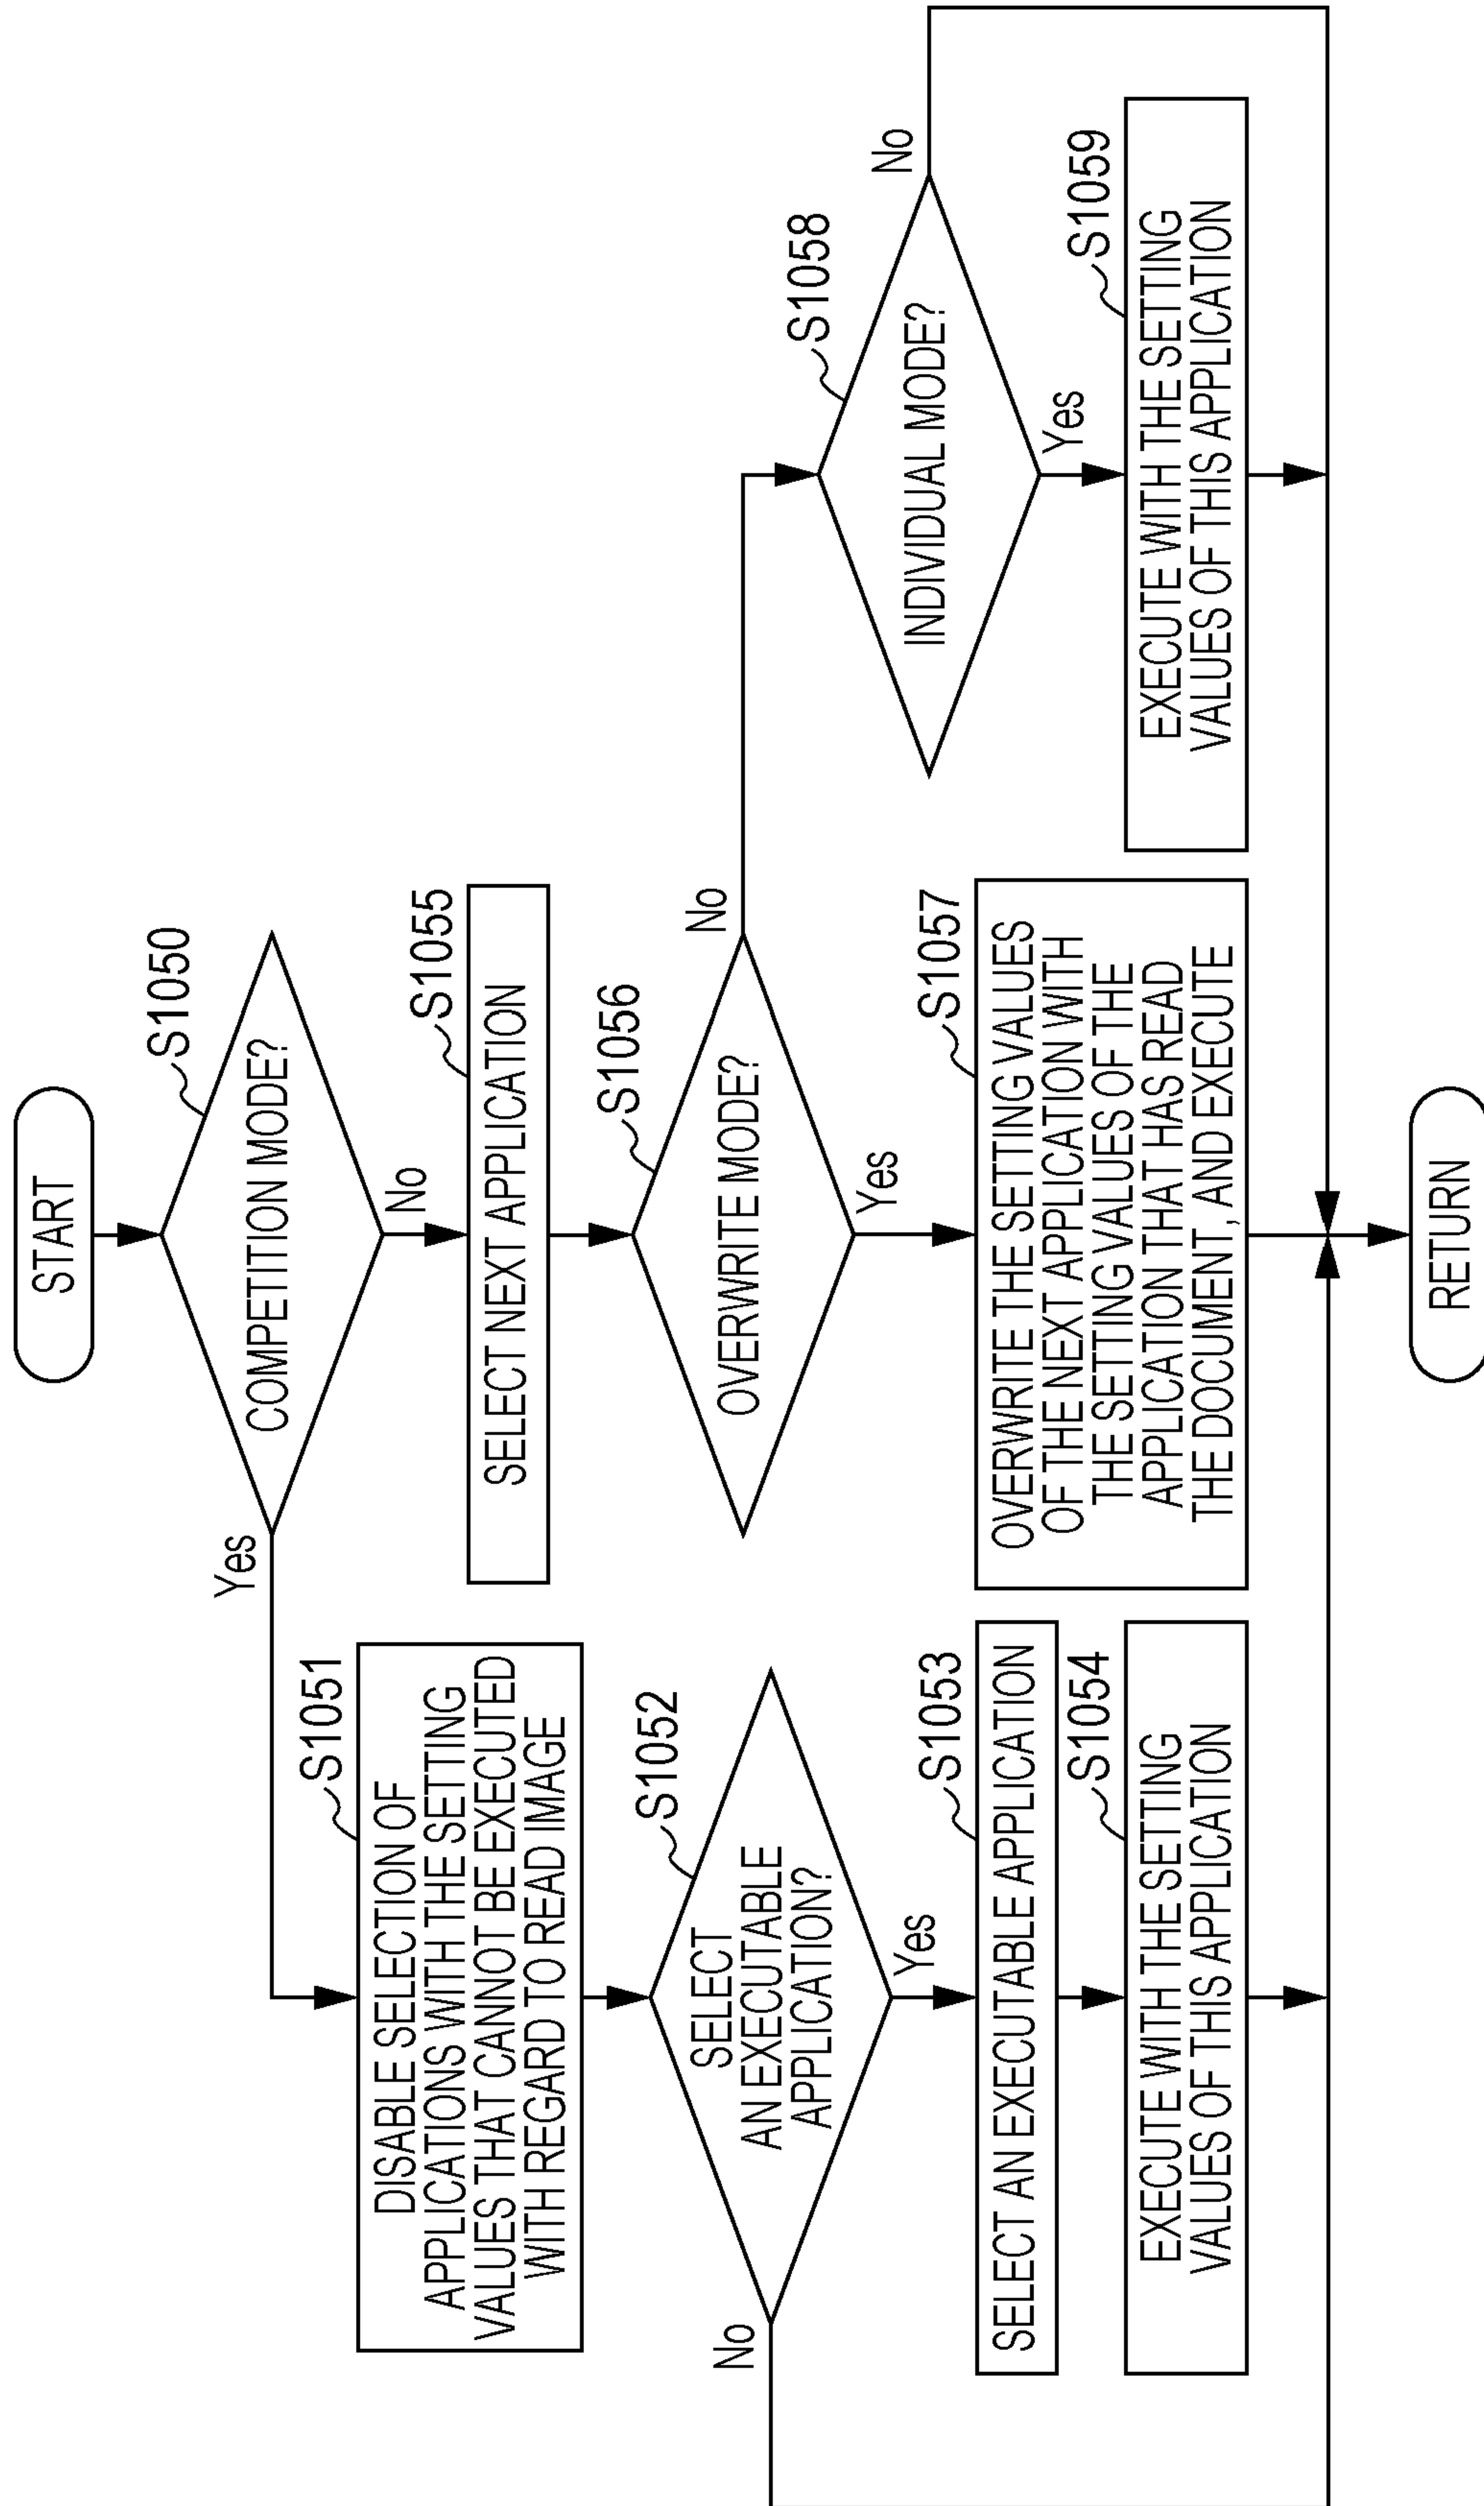 START
S1050
COMPETITION MODE?
Yes
No
S1051
DISABLE SELECTION OF
APPLICATIONS WITH THE SETTING
VALUES THAT CANNOT BE EXECUTED
WITH REGARD TO READ IMAGE
S1052
SELECT
AN EXECUTABLE
APPLICATION?
No
Yes
S1053
SELECT AN EXECUTABLE APPLICATION
S1054
EXECUTE WITH THE SETTING
VALUES OF THIS APPLICATION
S1055
SELECT NEXT APPLICATION
S1056
OVERWRITE MODE?
No
Yes
S1057
OVERWRITE THE SETTING VALUES
OF THE NEXT APPLICATION WITH
THE SETTING VALUES OF THE
APPLICATION THAT HAS READ
THE DOCUMENT, AND EXECUTE
S1058
INDIVIDUAL MODE?
No
Yes
S1059
EXECUTE WITH THE SETTING
VALUES OF THIS APPLICATION
RETURN